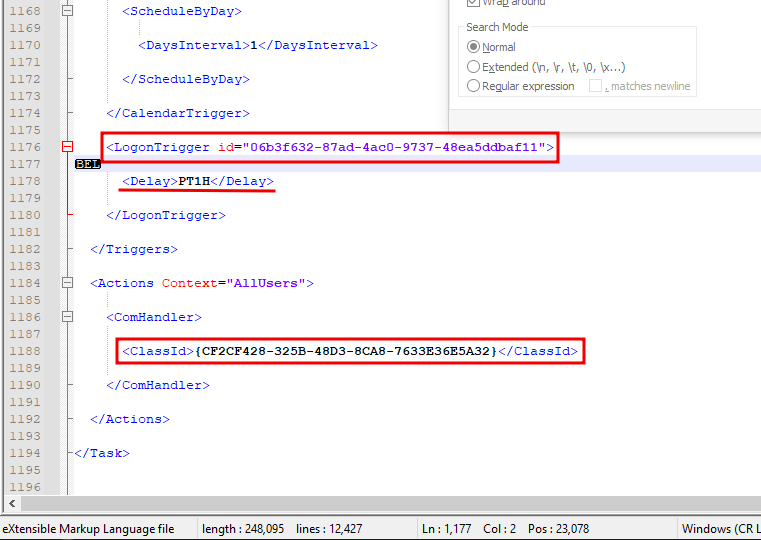 1168 <ScheduleByDay>
1169
1170 <DaysInterval>1</DaysInterval>
1171
1172 </ScheduleByDay>
1173
1174 </CalendarTrigger>
1175
1176 <LogonTrigger id="06b3f632-87ad-4ac0-9737-48ea5ddbaf11">
1177 BEL
1178 <Delay>PT1H</Delay>
1179
1180 </LogonTrigger>
1181
1182 </Triggers>
1183
1184 <Actions Context="AllUsers">
1185
1186 <ComHandler>
1187
1188 <ClassId>{CF2CF428-325B-48D3-8CA8-7633E36E5A32}</ClassId>
1189
1190 </ComHandler>
1191
1192 </Actions>
1193
1194 </Task>
1195
1196
Wrap around
Search Mode
Normal
Extended (\n, \r, \t, \0, \x...)
Regular expression . matches newline
eXtensible Markup Language file length : 248,095 lines : 12,427 Ln : 1,177 Col : 2 Pos : 23,078 Windows (CR L